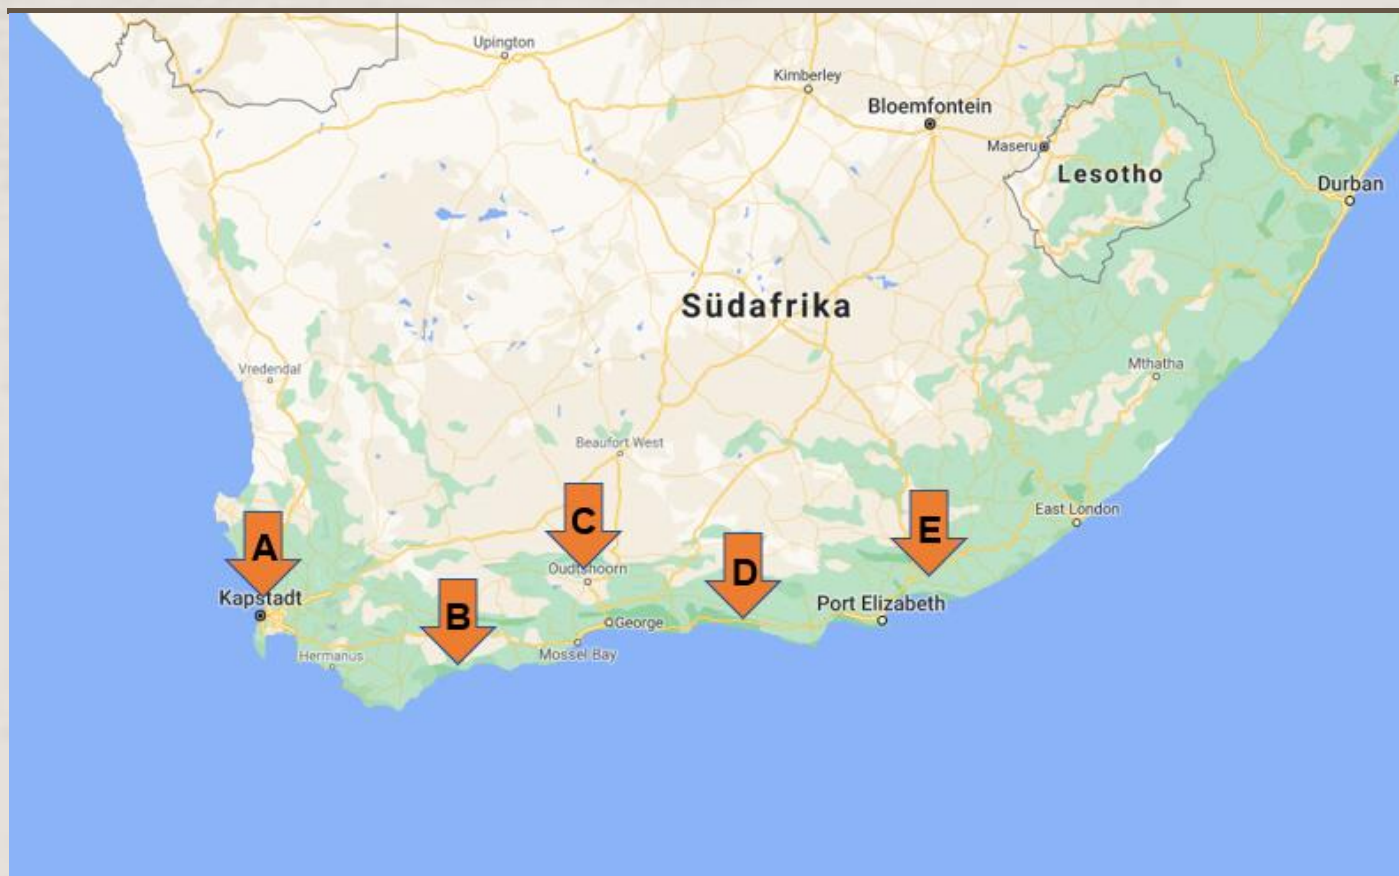 Upington
Kimberley
Bloemfontein
Maseru
Lesotho
Durban
Südafrika
Mthatha
Vredendal
Beaufort West
East London
C
E
A
D
Oudtshoorn
Kapstadt
Port Elizabeth
B
George
Mossel Bay
Hermanus